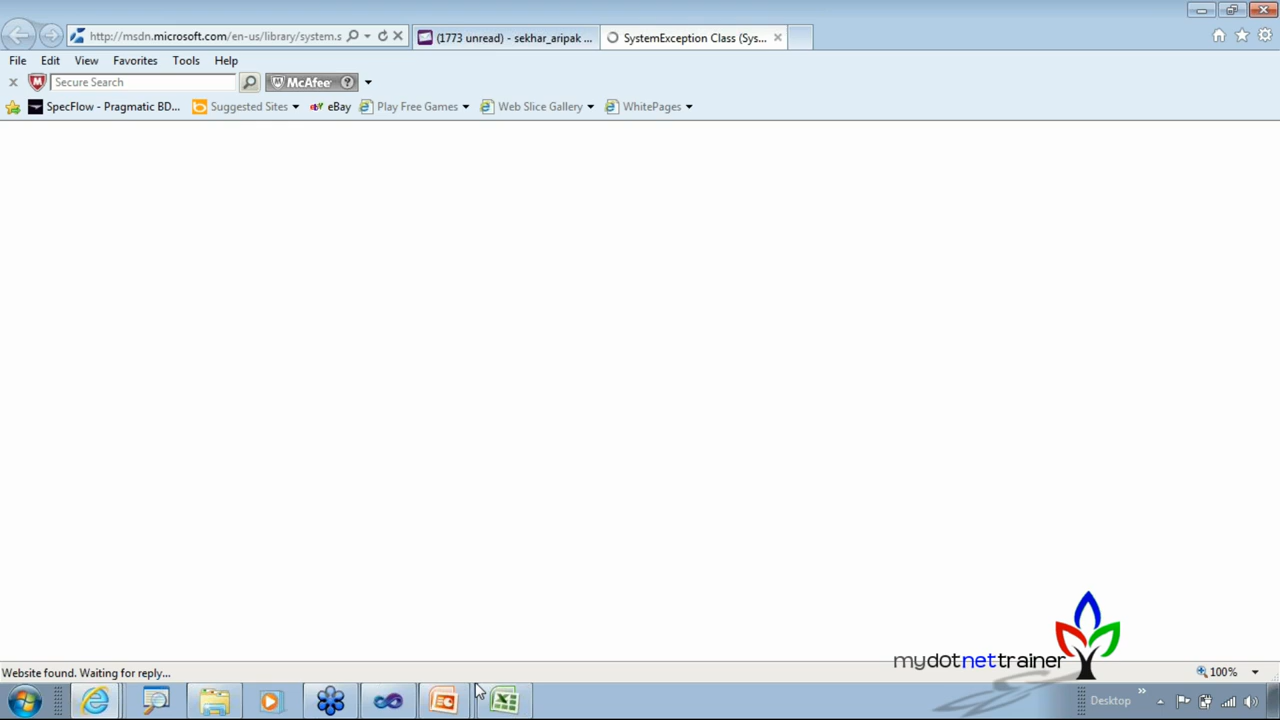 http://msdn.microsoft.com/en-us/library/system.s
(1773 unread) - sekhar_aripak ...
SystemException Class (Sys...
File Edit View Favorites Tools Help
Secure Search
McAfee
SpecFlow - Pragmatic BD...
Suggested Sites
eBay
Play Free Games
Web Slice Gallery
WhitePages
mydotnettrainer
Website found. Waiting for reply...
100%
Desktop